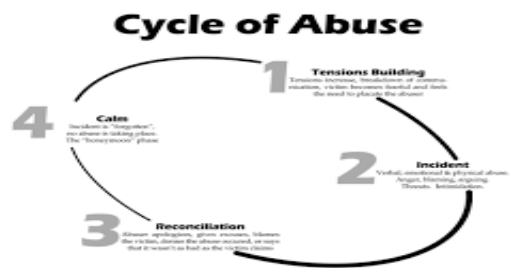 Cycle of Abuse
1
Tensions Building
Tensions increase, breakdown of commu-
nication, victim becomes fearful and feels
the need to placate the abuser
4
Calm
Incident is "forgotten",
no abuse is taking place.
The "honeymoon" phase
2
Incident
Verbal, emotional & physical abuse.
Anger, blaming, arguing
Threats. Intimidation.
3
Reconciliation
Abuser apologizes, gives excuses, blames
the victim, denies the abuse occured, or says
that it wasn't as bad as the victim claims